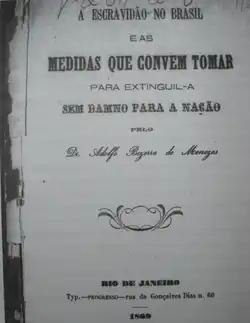 A ESCRAVIDÃO NO BRASIL
E AS
MEDIDAS QUE CONVEM TOMAR
PARA EXTINGUIL-A
SEM DAMNO PARA A NAÇÃO
PELO
Dr. Adolfo Bezerra de Menezes
RIO DE JANEIRO
Typ.—PROGRESSO—rua de Gonçalves Dias n. 60
1869